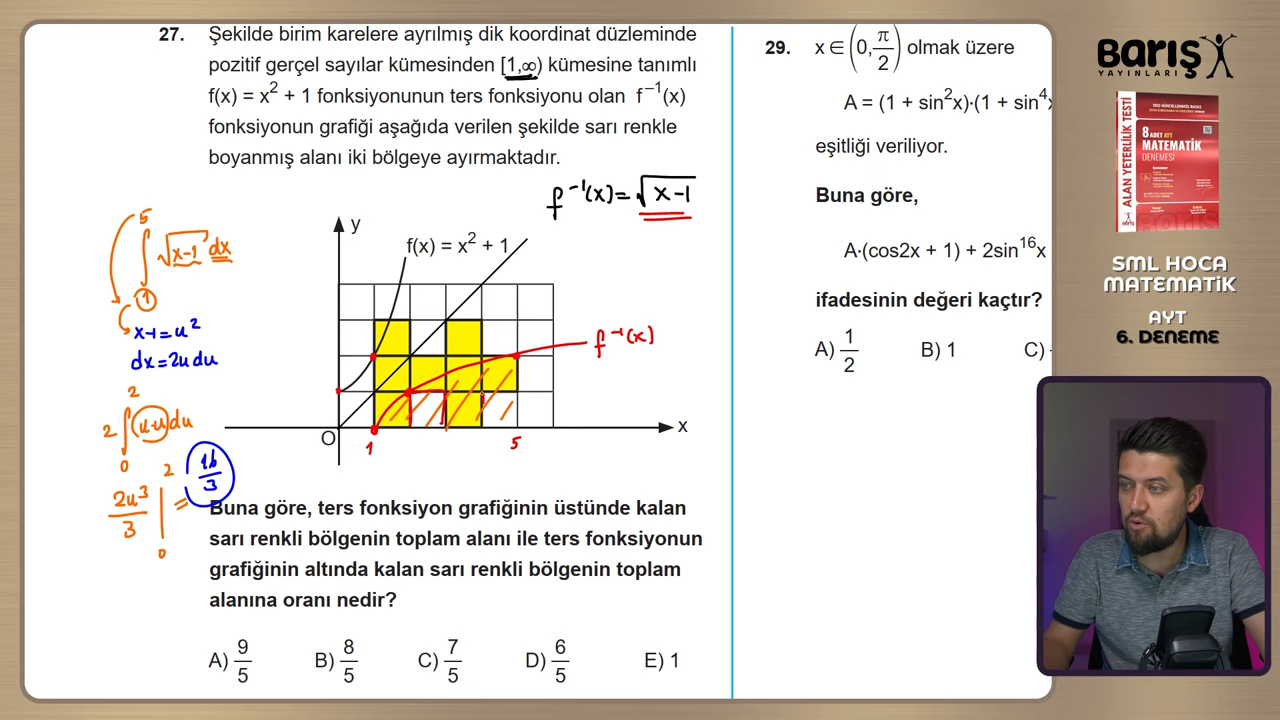 27. Şekilde birim karelere ayrılmış dik koordinat düzleminde
pozitif gerçel sayılar kümesinden [1,∞) kümesine tanımlı
f(x) = x² + 1 fonksiyonunun ters fonksiyonu olan f⁻¹(x)
fonksiyonun grafiği aşağıda verilen şekilde sarı renkle
boyanmış alanı iki bölgeye ayırmaktadır.
f⁻¹(x)=√x-1
y
f(x) = x² + 1
f⁻¹(x)
O
x
1
5
5
∫ √x-1 dx
1
x-1=u²
dx=2u du
2
2∫(u.u)du
0
2u³/3 |₀² = 16/3
Buna göre, ters fonksiyon grafiğinin üstünde kalan
sarı renkli bölgenin toplam alanı ile ters fonksiyonun
grafiğinin altında kalan sarı renkli bölgenin toplam
alanına oranı nedir?
A) 9/5 B) 8/5 C) 7/5 D) 6/5 E) 1
29. x ∈ (0, π/2) olmak üzere
A = (1 + sin²x)·(1 + sin⁴x
eşitliği veriliyor.
Buna göre,
A·(cos2x + 1) + 2sin¹⁶x
ifadesinin değeri kaçtır?
A) 1/2 B) 1 C)
BARIŞ
YAYINLARI
ALAN YETERLİLİK TESTİ
8 ADET AYT
MATEMATİK
DENEMESİ
SML HOCA
MATEMATİK
AYT
6. DENEME